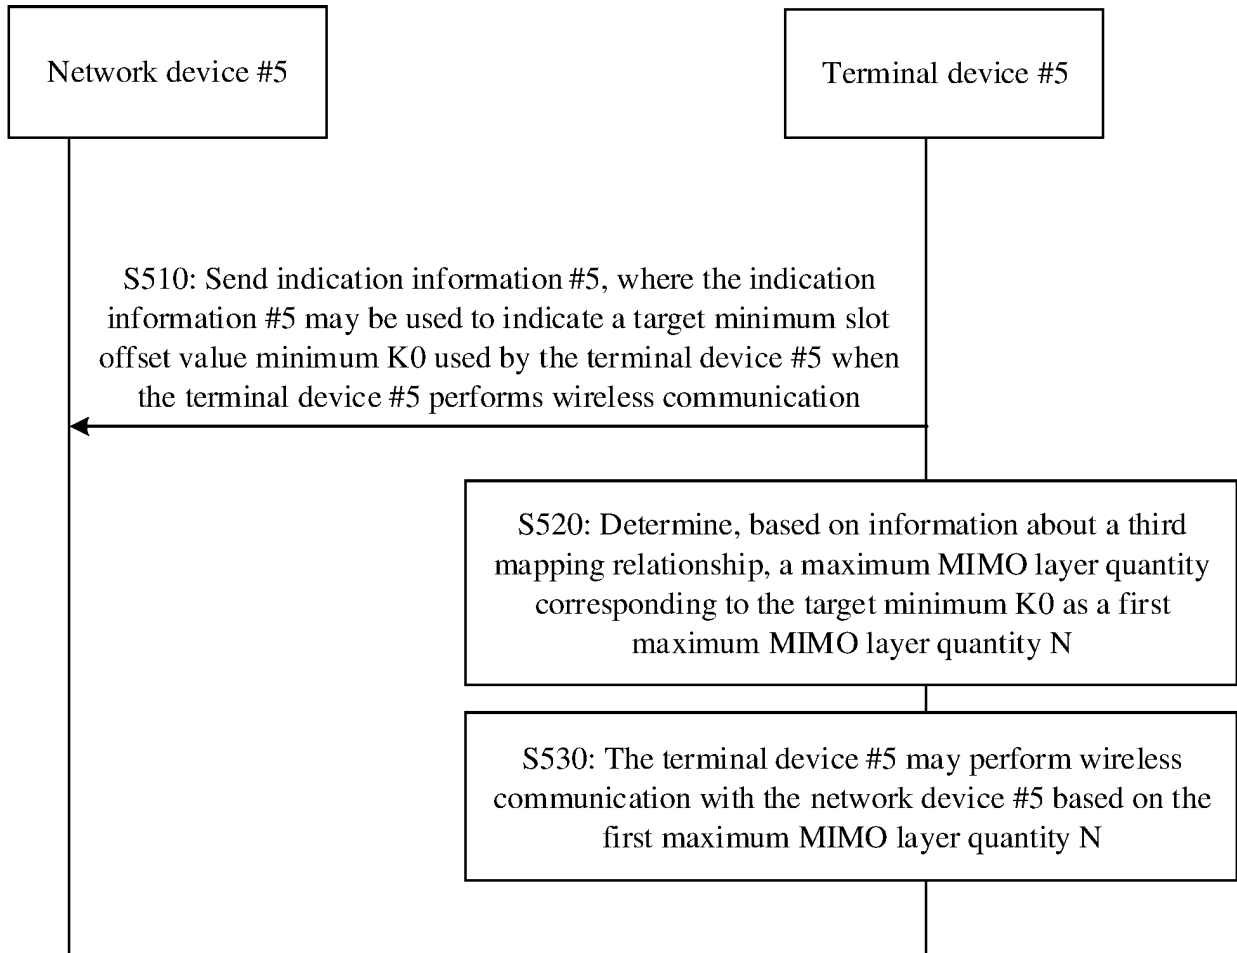 Network device #5
Terminal device #5
S510: Send indication information #5, where the indication
information #5 may be used to indicate a target minimum slot
offset value minimum K0 used by the terminal device #5 when
the terminal device #5 performs wireless communication
S520: Determine, based on information about a third
mapping relationship, a maximum MIMO layer quantity
corresponding to the target minimum K0 as a first
maximum MIMO layer quantity N
S530: The terminal device #5 may perform wireless
communication with the network device #5 based on the
first maximum MIMO layer quantity N